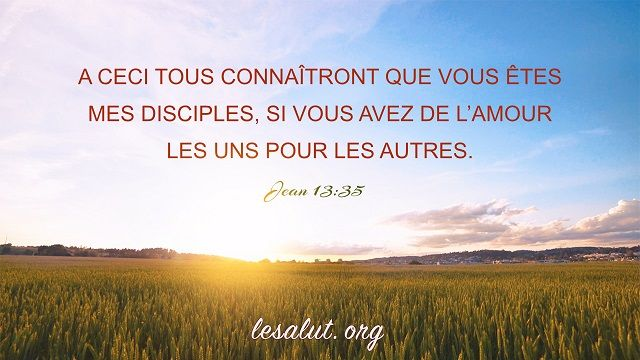 A CECI TOUS CONNAÎTRONT QUE VOUS ÊTES
MES DISCIPLES, SI VOUS AVEZ DE L’AMOUR
LES UNS POUR LES AUTRES.
Jean 13:35
lesalut. org